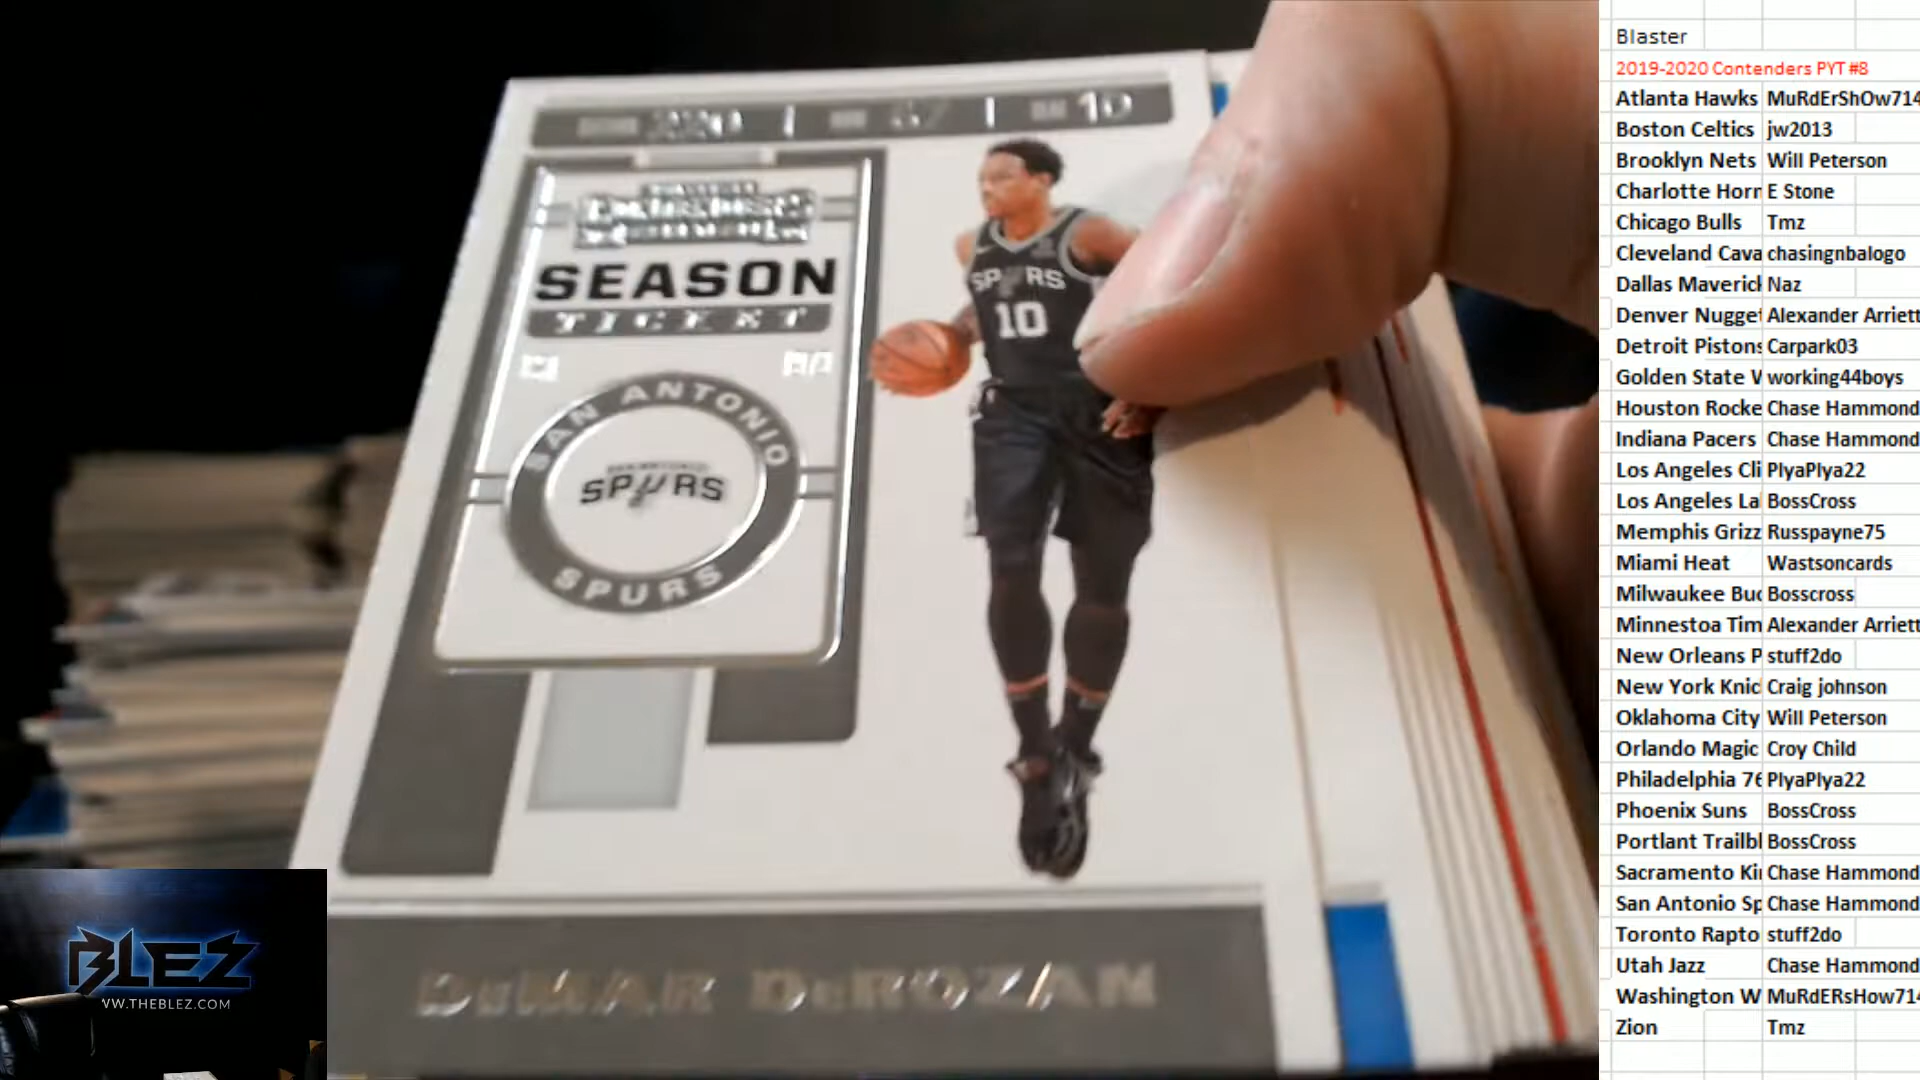 10
CONTENDERS
SEASON
TICKET
SAN ANTONIO
SPURS
SPURS
SPURS
10
DeMAR DeROZAN
BLEZ
WW.THEBLEZ.COM
Blaster
2019-2020 Contenders PYT #8
Atlanta Hawks MuRdErShOw714
Boston Celtics jw2013
Brooklyn Nets Will Peterson
Charlotte Horn E Stone
Chicago Bulls Tmz
Cleveland Cava chasingnbalogo
Dallas Maverick Naz
Denver Nugget Alexander Arriett
Detroit Pistons Carpark03
Golden State W working44boys
Houston Rocke Chase Hammond
Indiana Pacers Chase Hammond
Los Angeles Cli PlyaPlya22
Los Angeles La BossCross
Memphis Grizz Russpayne75
Miami Heat Wastsoncards
Milwaukee Buc Bosscross
Minnestoa Tim Alexander Arriett
New Orleans P stuff2do
New York Knic Craig johnson
Oklahoma City Will Peterson
Orlando Magic Croy Child
Philadelphia 76 PlyaPlya22
Phoenix Suns BossCross
Portlant Trailbl BossCross
Sacramento Ki Chase Hammond
San Antonio Sp Chase Hammond
Toronto Rapto stuff2do
Utah Jazz Chase Hammond
Washington W MuRdERsHow714
Zion Tmz